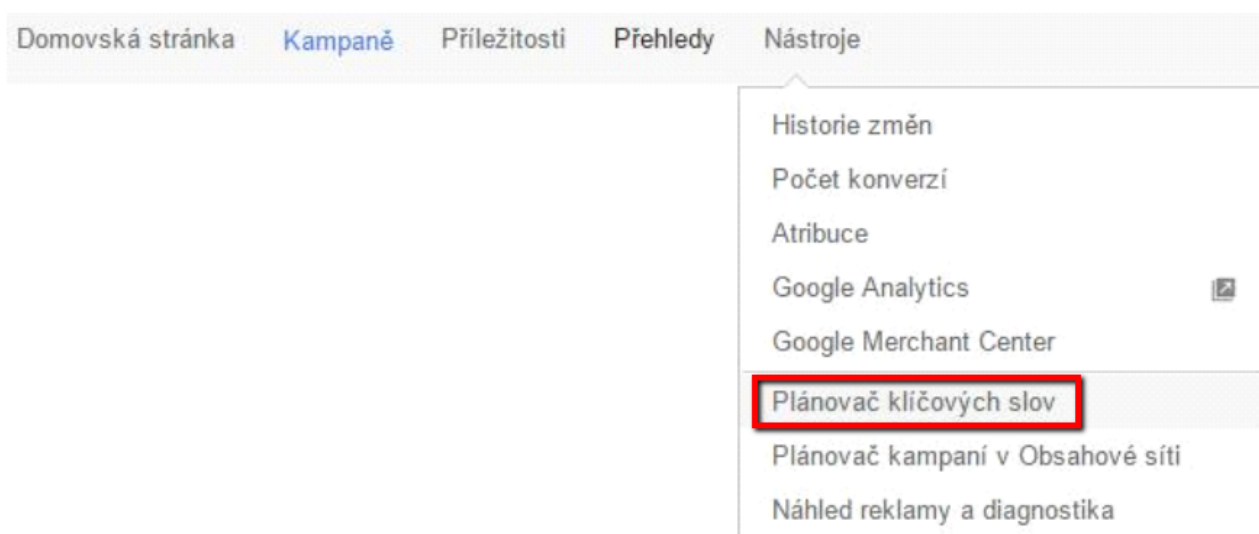 Domovská stránka Kampaně Příležitosti Přehledy Nástroje
Historie změn
Počet konverzí
Atribuce
Google Analytics
Google Merchant Center
Plánovač klíčových slov
Plánovač kampaní v Obsahové síti
Náhled reklamy a diagnostika